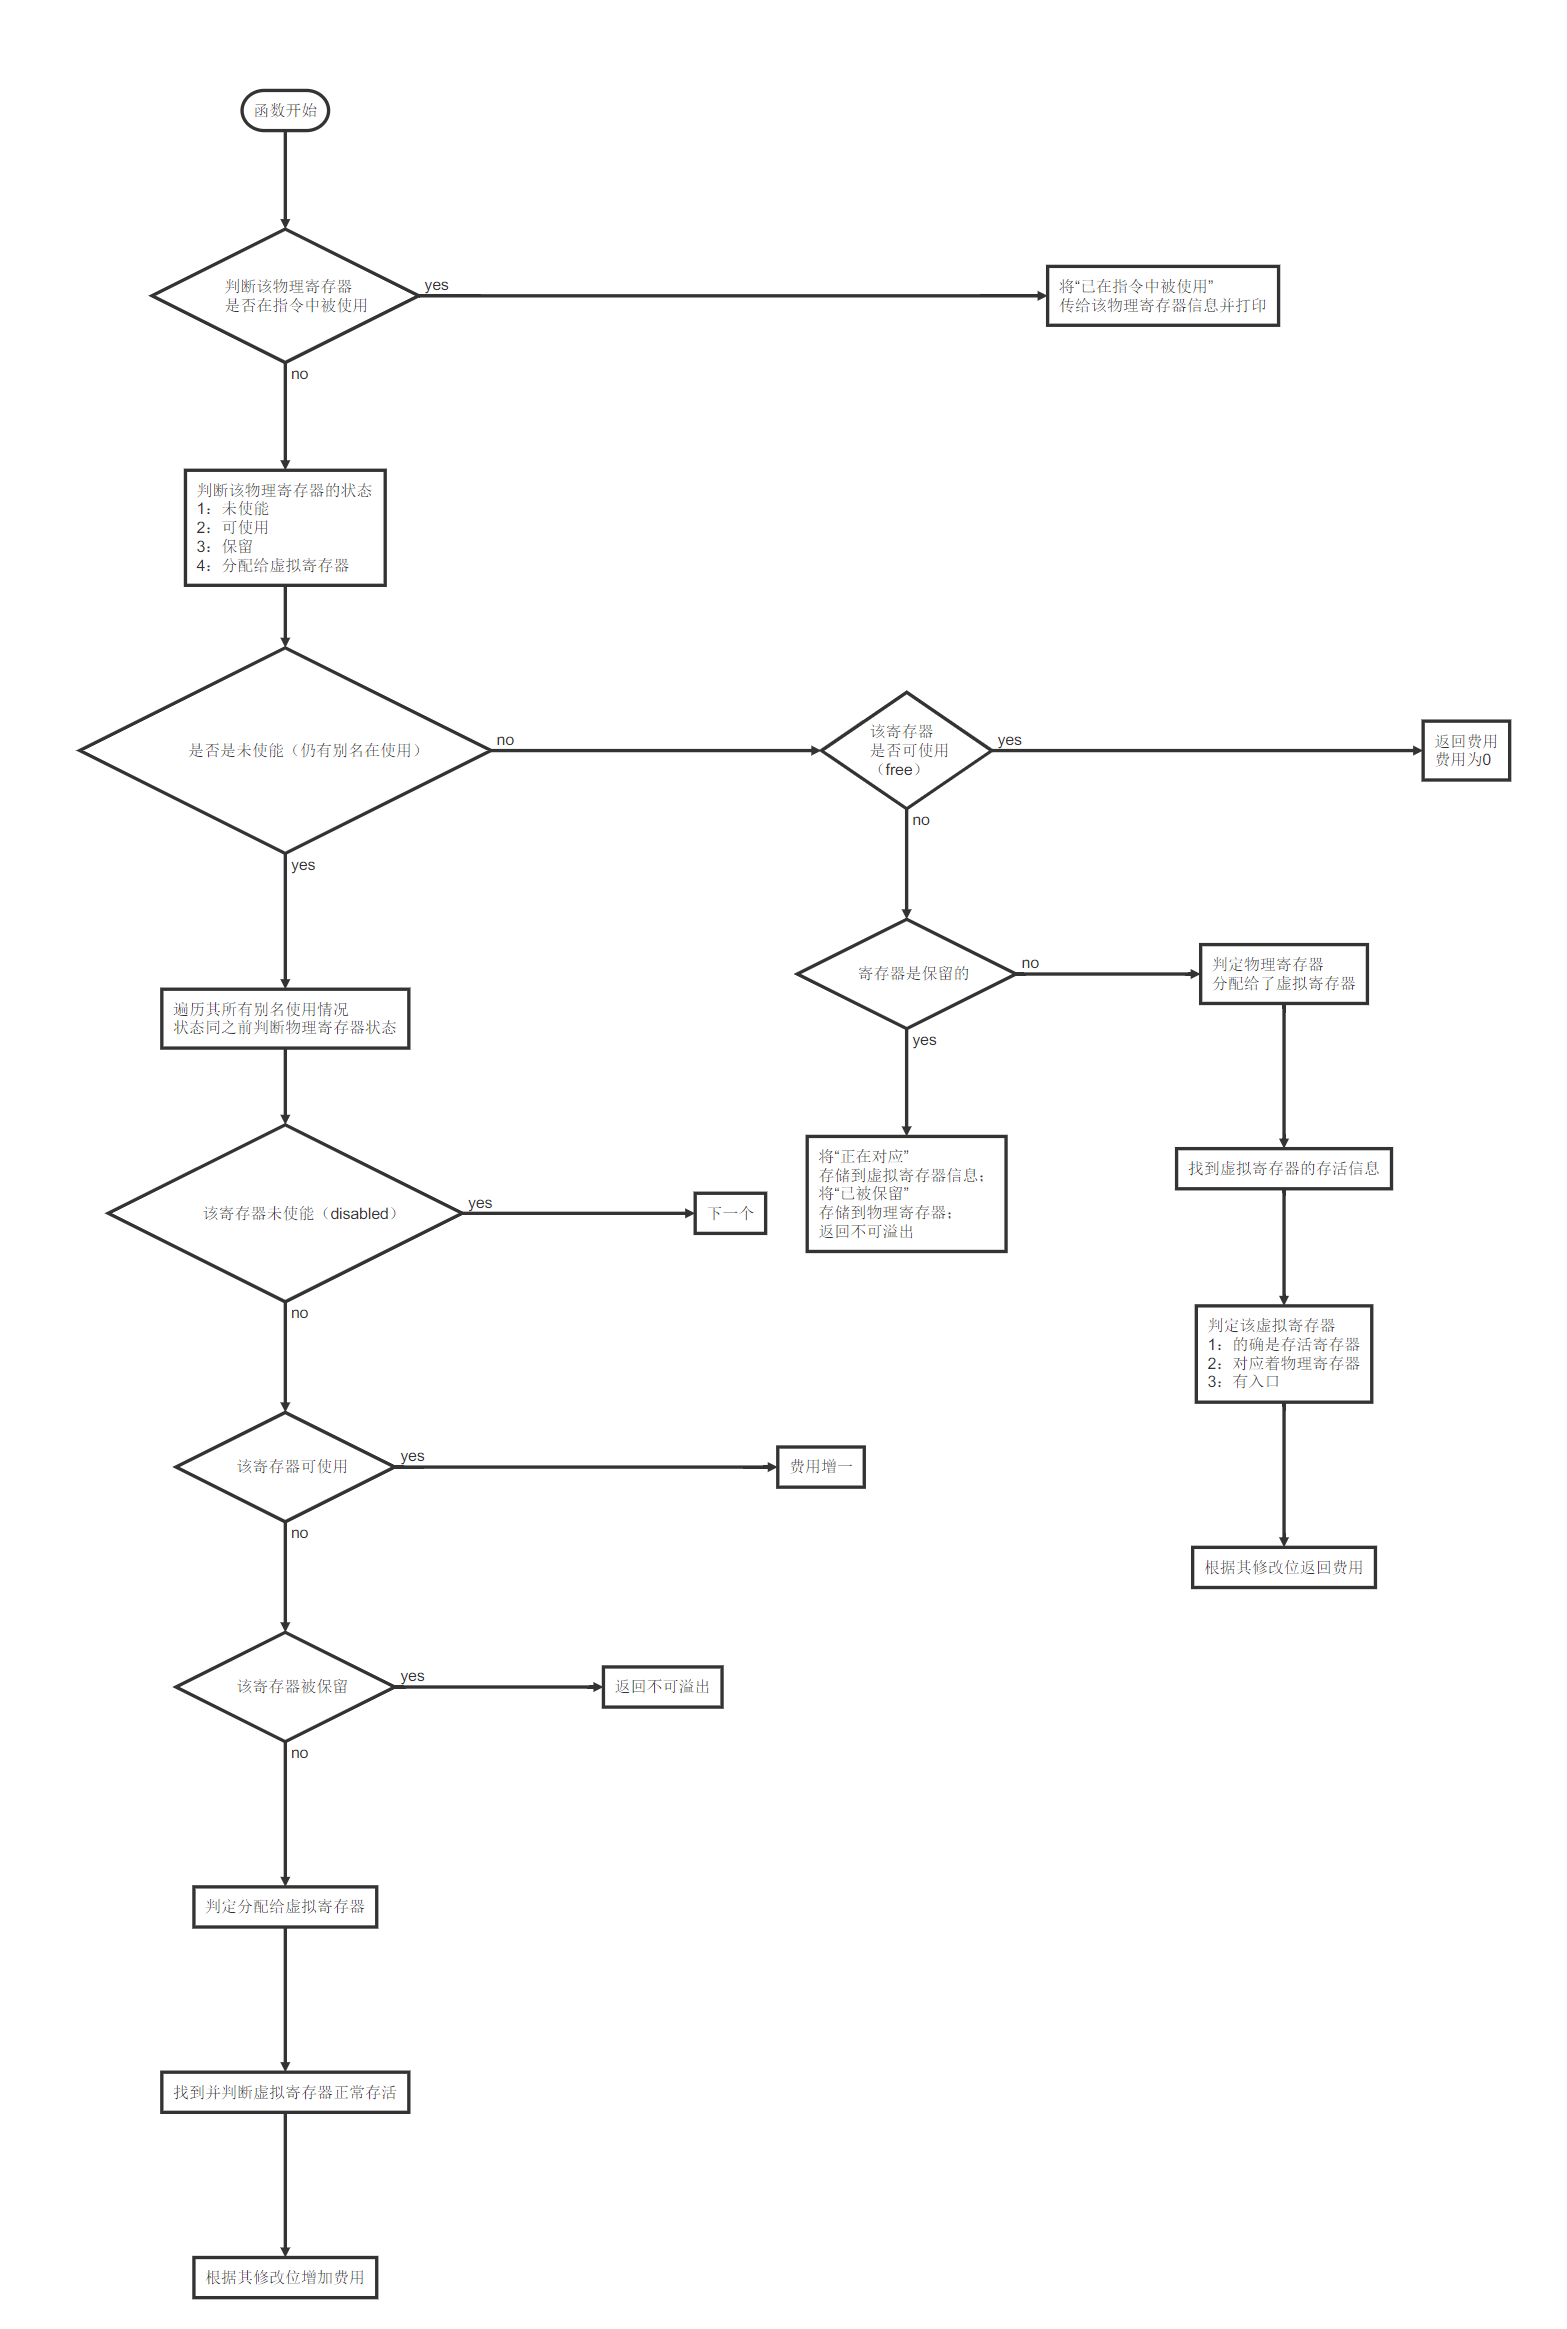 函数开始
判断该物理寄存器
是否在指令中被使用
yes
将“已在指令中被使用”
传给该物理寄存器信息并打印
no
判断该物理寄存器的状态
1：未使能
2：可使用
3：保留
4：分配给虚拟寄存器
是否是未使能（仍有别名在使用）
no
该寄存器
是否可使用
（free）
yes
返回费用
费用为0
no
yes
寄存器是保留的
no
判定物理寄存器
分配给了虚拟寄存器
yes
遍历其所有别名使用情况
状态同之前判断物理寄存器状态
将“正在对应”
存储到虚拟寄存器信息；
将“已被保留”
存储到物理寄存器；
返回不可溢出
找到虚拟寄存器的存活信息
该寄存器未使能（disabled）
yes
下一个
no
判定该虚拟寄存器
1：的确是存活寄存器
2：对应着物理寄存器
3：有入口
该寄存器可使用
yes
费用增一
no
根据其修改位返回费用
该寄存器被保留
yes
返回不可溢出
no
判定分配给虚拟寄存器
找到并判断虚拟寄存器正常存活
根据其修改位增加费用